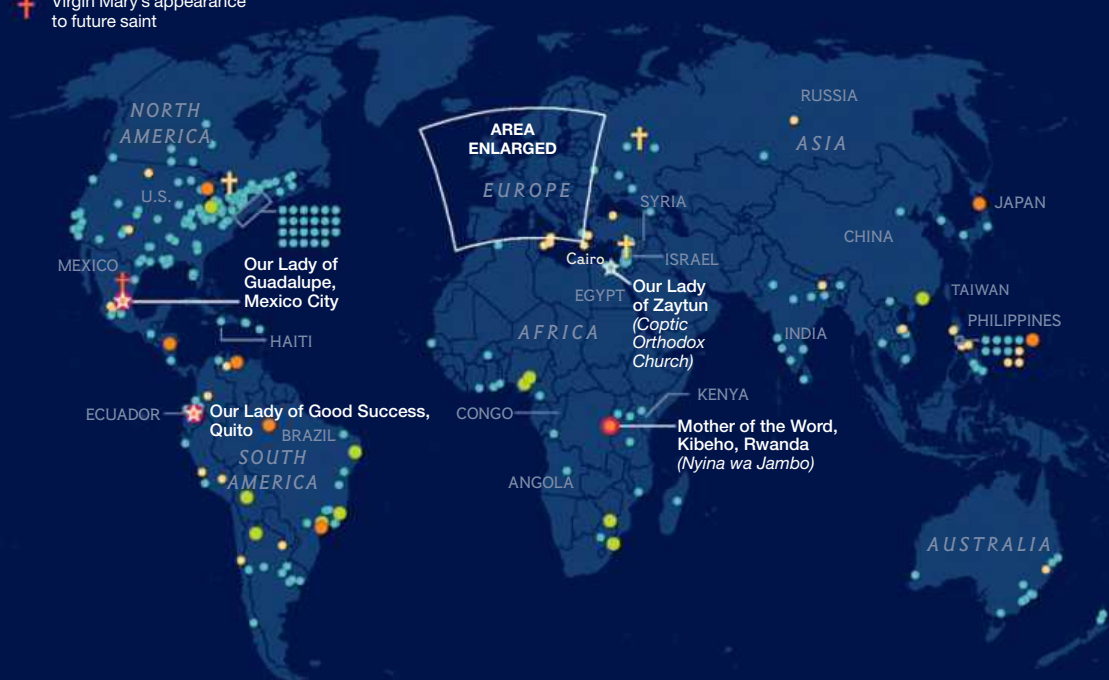 Virgin Mary's appearance
to future saint
NORTH
AMERICA
U.S.
MEXICO
Our Lady of
Guadalupe,
Mexico City
HAITI
ECUADOR
Our Lady of Good Success,
Quito
BRAZIL
SOUTH
AMERICA
AREA
ENLARGED
EUROPE
RUSSIA
ASIA
SYRIA
JAPAN
CHINA
Cairo
ISRAEL
EGYPT
Our Lady
of Zaytun
(Coptic
Orthodox
Church)
AFRICA
INDIA
TAIWAN
PHILIPPINES
KENYA
CONGO
Mother of the Word,
Kibeho, Rwanda
(Nyina wa Jambo)
ANGOLA
AUSTRALIA